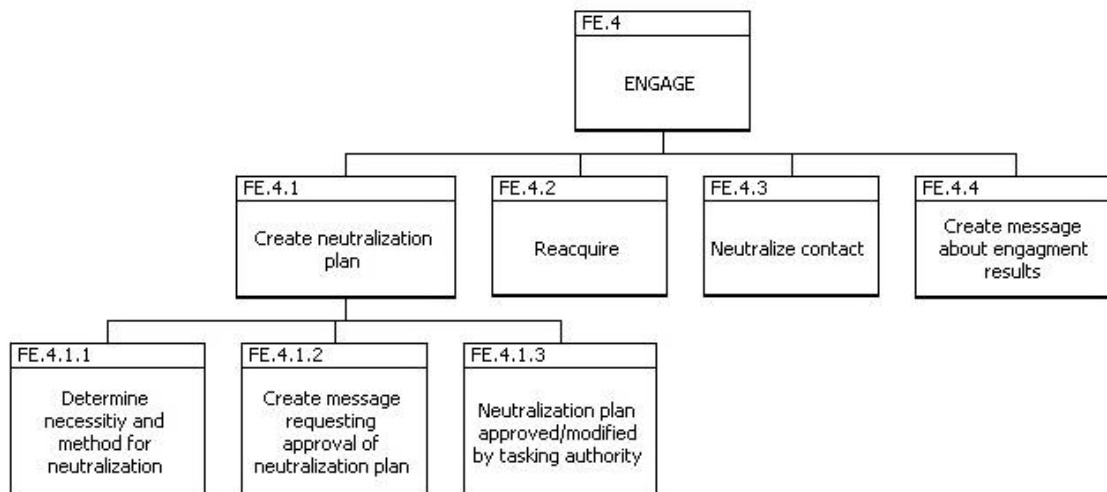 FE.4
ENGAGE
FE.4.1
Create neutralization
plan
FE.4.2
Reacquire
FE.4.3
Neutralize contact
FE.4.4
Create message
about engagment
results
FE.4.1.1
Determine
necessitiy and
method for
neutralization
FE.4.1.2
Create message
requesting
approval of
neutralization plan
FE.4.1.3
Neutralization plan
approved/modified
by tasking authority